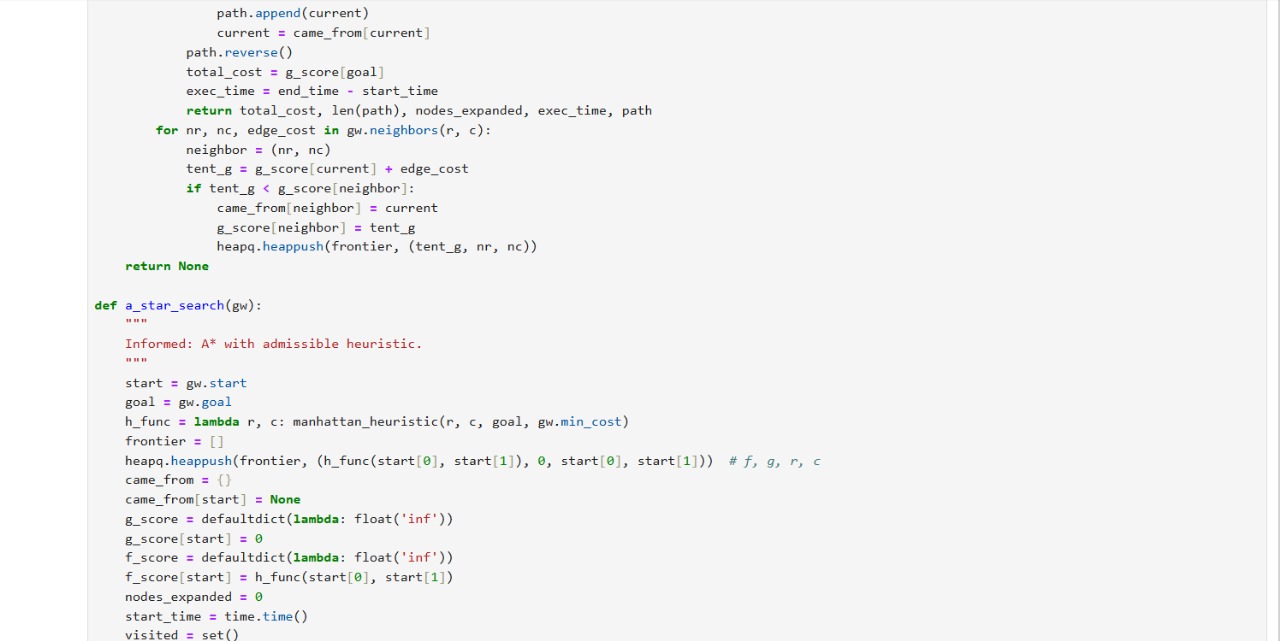 path.append(current)
                current = came_from[current]
            path.reverse()
            total_cost = g_score[goal]
            exec_time = end_time - start_time
            return total_cost, len(path), nodes_expanded, exec_time, path
        for nr, nc, edge_cost in gw.neighbors(r, c):
            neighbor = (nr, nc)
            tent_g = g_score[current] + edge_cost
            if tent_g < g_score[neighbor]:
                came_from[neighbor] = current
                g_score[neighbor] = tent_g
                heapq.heappush(frontier, (tent_g, nr, nc))
    return None

def a_star_search(gw):
    """
    Informed: A* with admissible heuristic.
    """
    start = gw.start
    goal = gw.goal
    h_func = lambda r, c: manhattan_heuristic(r, c, goal, gw.min_cost)
    frontier = []
    heapq.heappush(frontier, (h_func(start[0], start[1]), 0, start[0], start[1]))  # f, g, r, c
    came_from = {}
    came_from[start] = None
    g_score = defaultdict(lambda: float('inf'))
    g_score[start] = 0
    f_score = defaultdict(lambda: float('inf'))
    f_score[start] = h_func(start[0], start[1])
    nodes_expanded = 0
    start_time = time.time()
    visited = set()